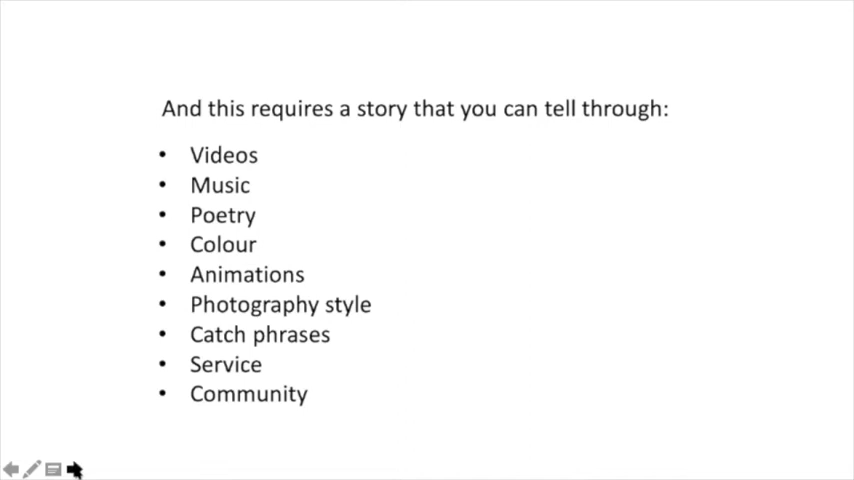 And this requires a story that you can tell through:
• Videos
• Music
• Poetry
• Colour
• Animations
• Photography style
• Catch phrases
• Service
• Community